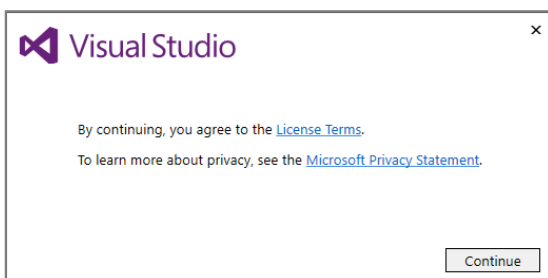 Visual Studio
By continuing, you agree to the License Terms.
To learn more about privacy, see the Microsoft Privacy Statement.
Continue